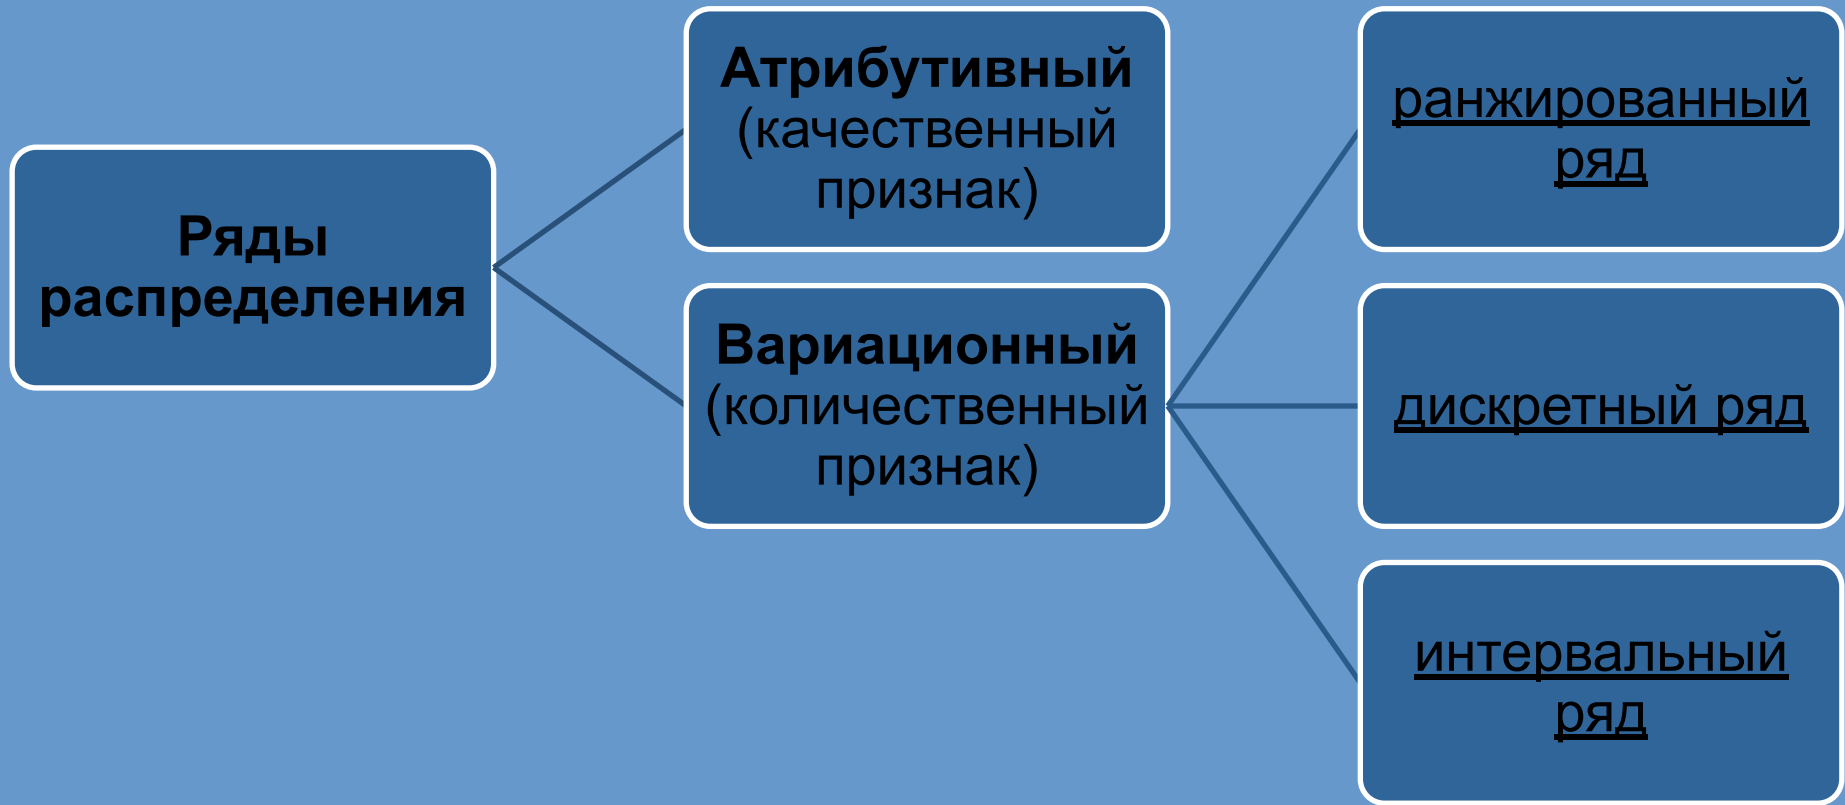 Ряды
распределения
Атрибутивный
(качественный
признак)
Вариационный
(количественный
признак)
ранжированный
ряд
дискретный ряд
интервальный
ряд